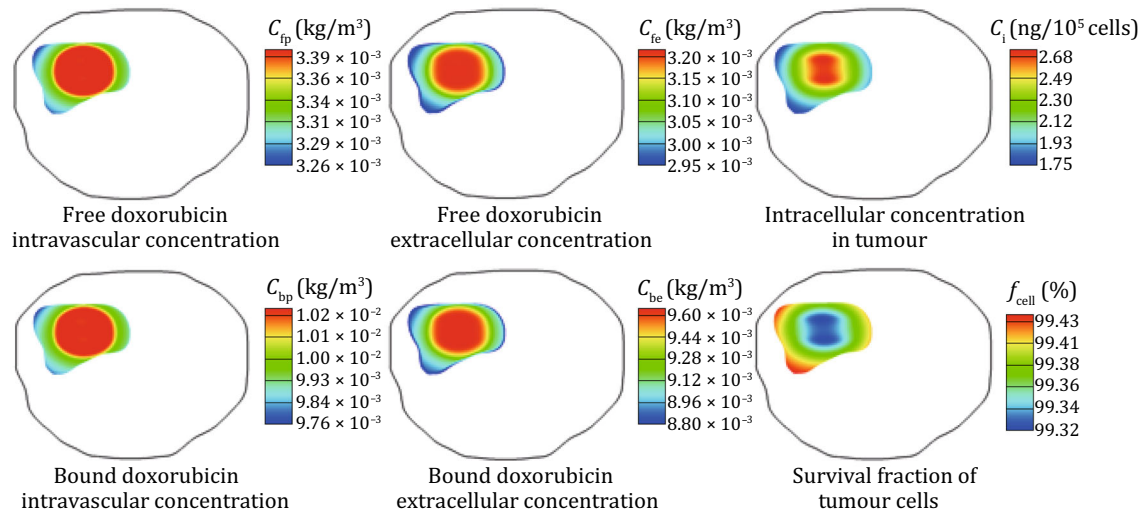 C_fp (kg/m³)
3.39 × 10⁻³
3.36 × 10⁻³
3.34 × 10⁻³
3.31 × 10⁻³
3.29 × 10⁻³
3.26 × 10⁻³
Free doxorubicin
intravascular concentration
C_fe (kg/m³)
3.20 × 10⁻³
3.15 × 10⁻³
3.10 × 10⁻³
3.05 × 10⁻³
3.00 × 10⁻³
2.95 × 10⁻³
Free doxorubicin
extracellular concentration
C_i (ng/10⁵ cells)
2.68
2.49
2.30
2.12
1.93
1.75
Intracellular concentration
in tumour
C_bp (kg/m³)
1.02 × 10⁻²
1.01 × 10⁻²
1.00 × 10⁻²
9.93 × 10⁻³
9.84 × 10⁻³
9.76 × 10⁻³
Bound doxorubicin
intravascular concentration
C_be (kg/m³)
9.60 × 10⁻³
9.44 × 10⁻³
9.28 × 10⁻³
9.12 × 10⁻³
8.96 × 10⁻³
8.80 × 10⁻³
Bound doxorubicin
extracellular concentration
f_cell (%)
99.43
99.41
99.38
99.36
99.34
99.32
Survival fraction of
tumour cells